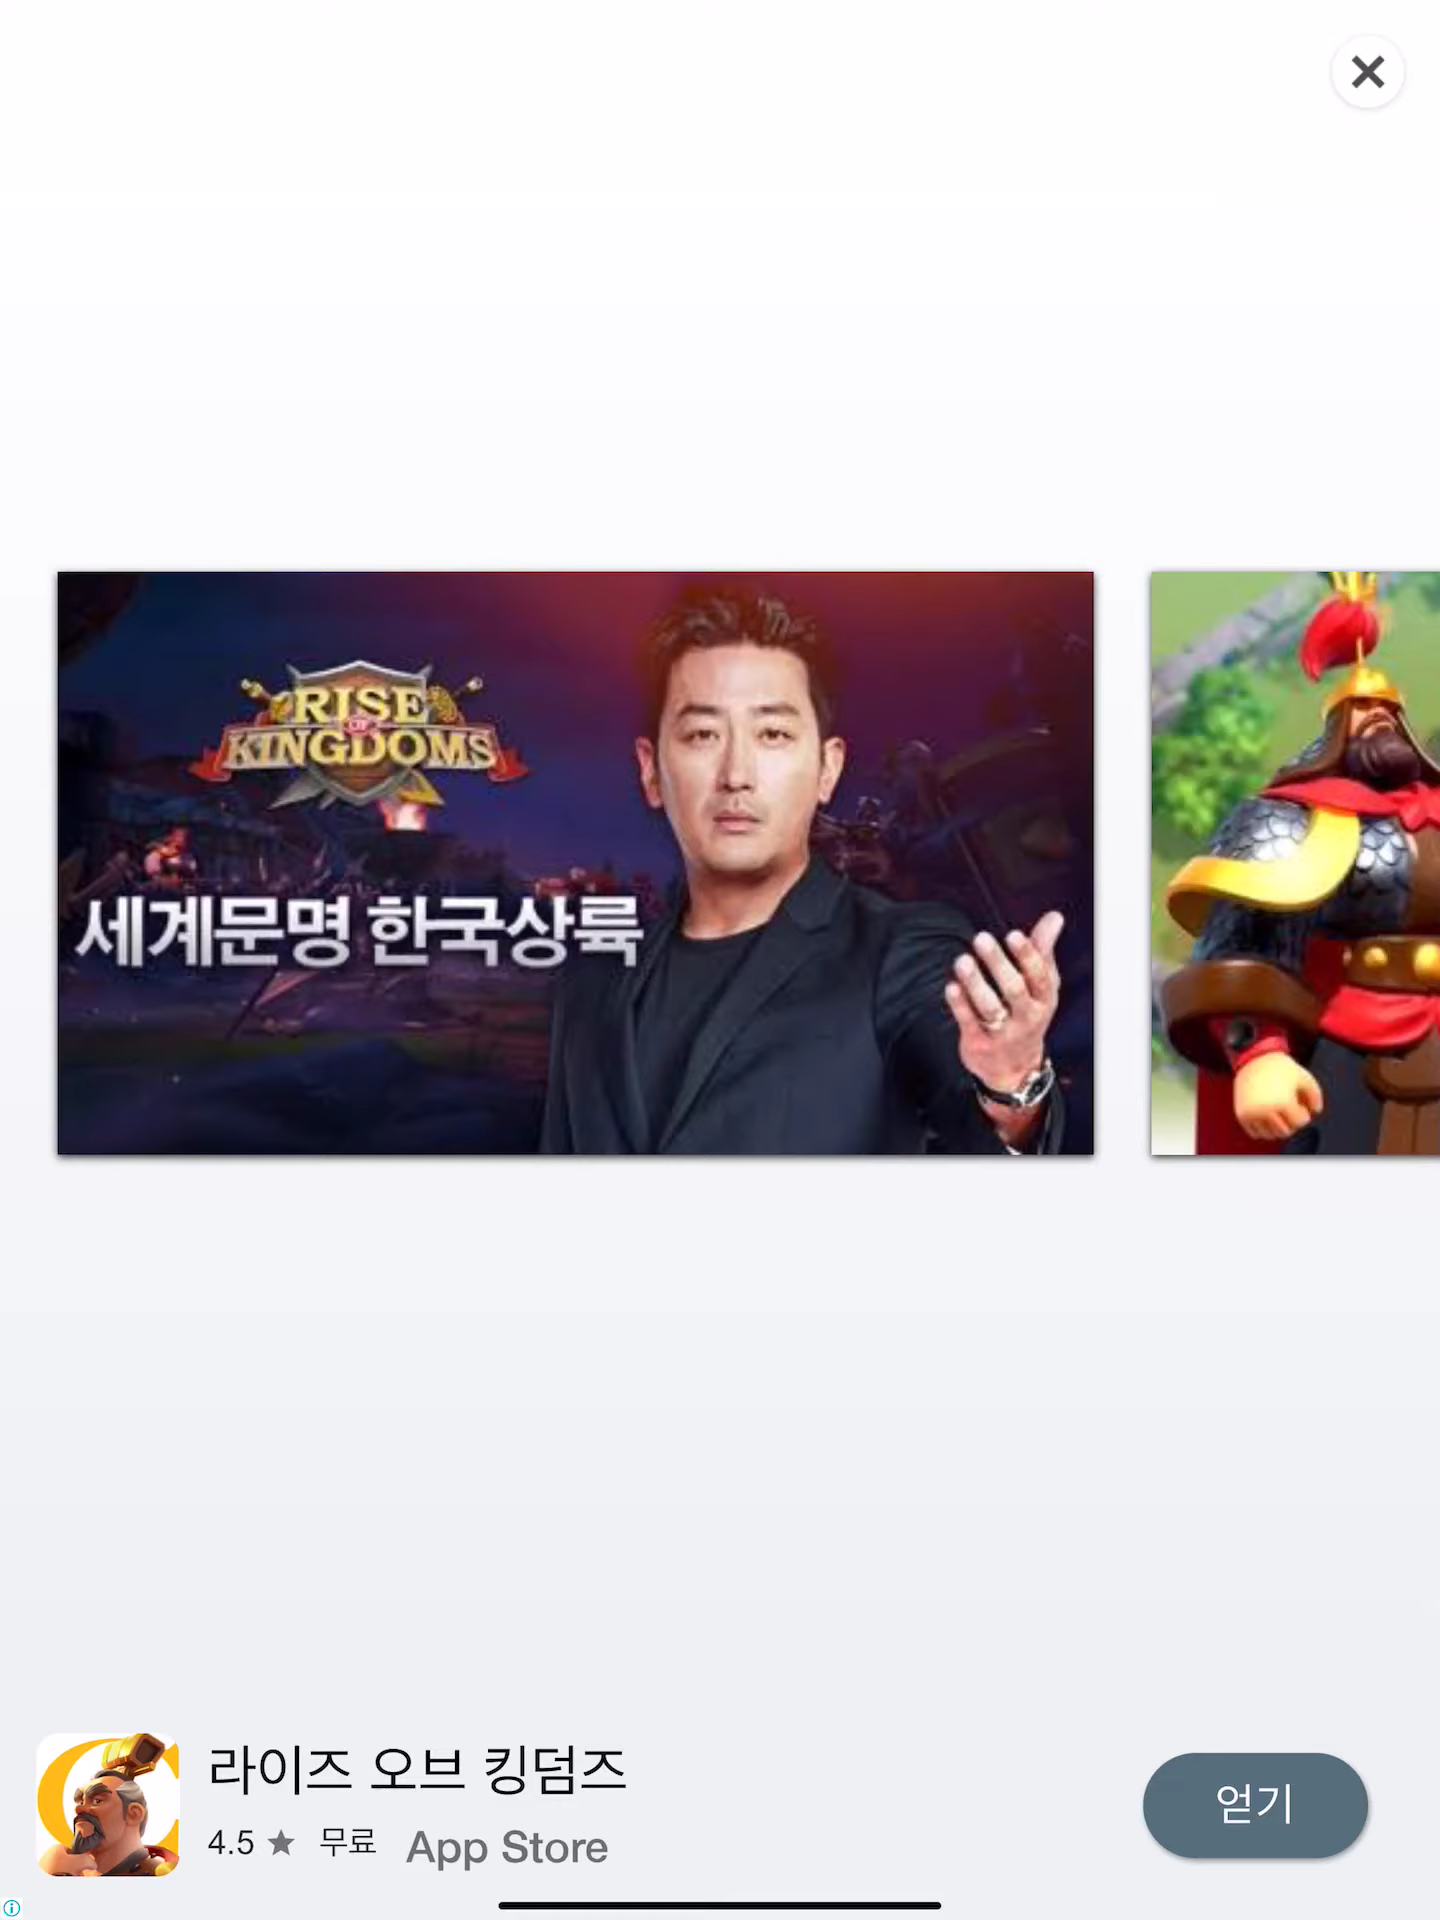 RISE
OF
KINGDOMS
세계문명 한국상륙
라이즈 오브 킹덤즈
4.5 ★ 무료 App Store
얻기